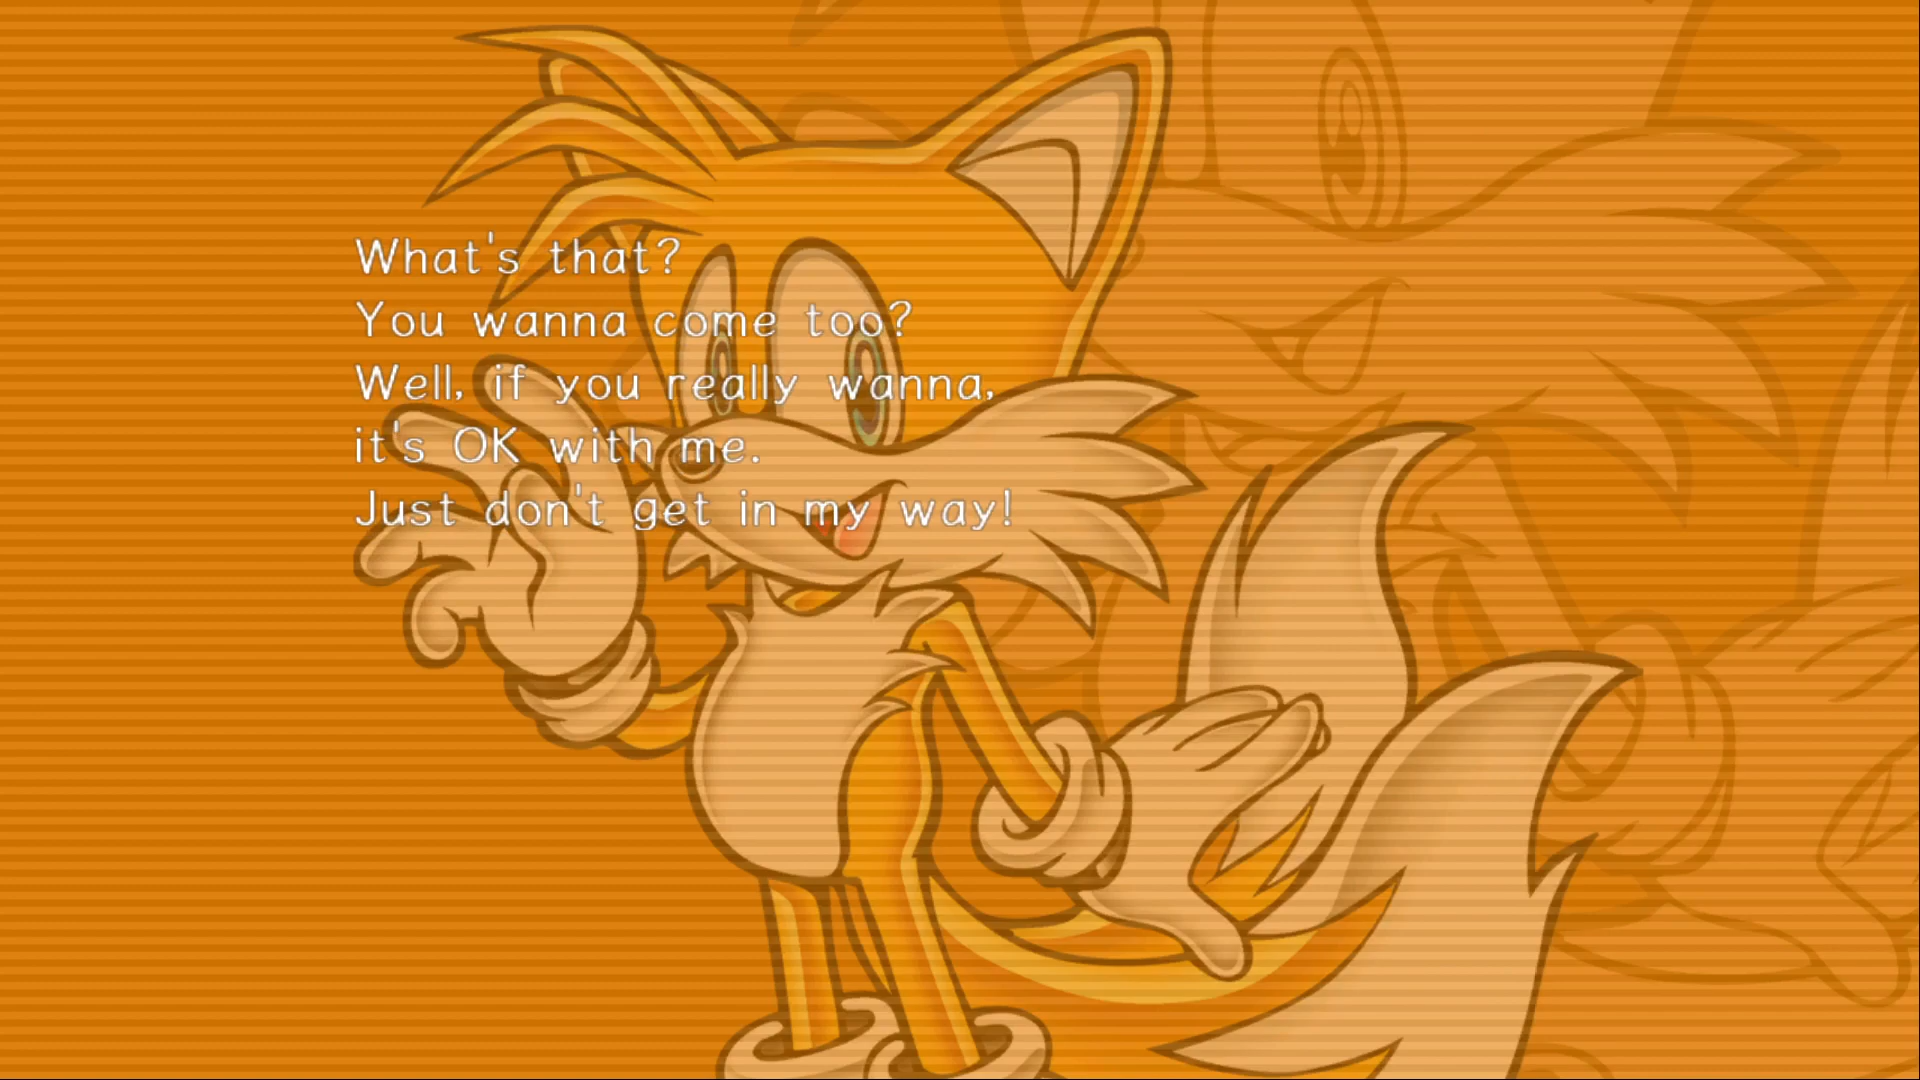 What's that?
You wanna come too?
Well, if you really wanna,
it's OK with me.
Just don't get in my way!